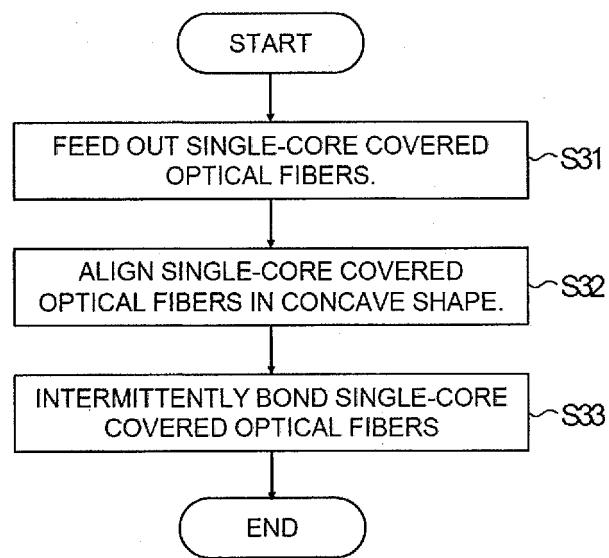 START
FEED OUT SINGLE-CORE COVERED
OPTICAL FIBERS.
S31
ALIGN SINGLE-CORE COVERED
OPTICAL FIBERS IN CONCAVE SHAPE.
S32
INTERMITTENTLY BOND SINGLE-CORE
COVERED OPTICAL FIBERS
S33
END